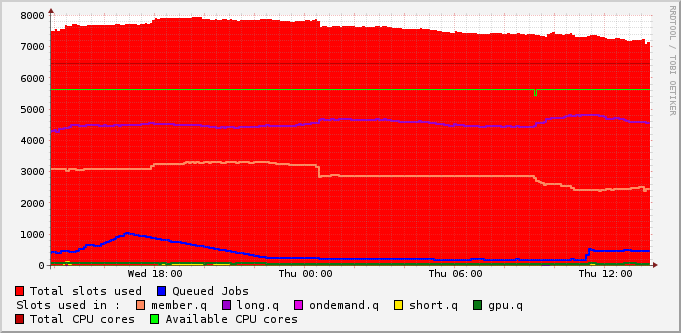 8000
7000
6000
5000
4000
3000
2000
1000
0
Wed 18:00 Thu 00:00 Thu 06:00 Thu 12:00
RRDTOOL / TOBI OETIKER
Total slots used Queued Jobs
Slots used in : member.q long.q ondemand.q short.q gpu.q
Total CPU cores Available CPU cores